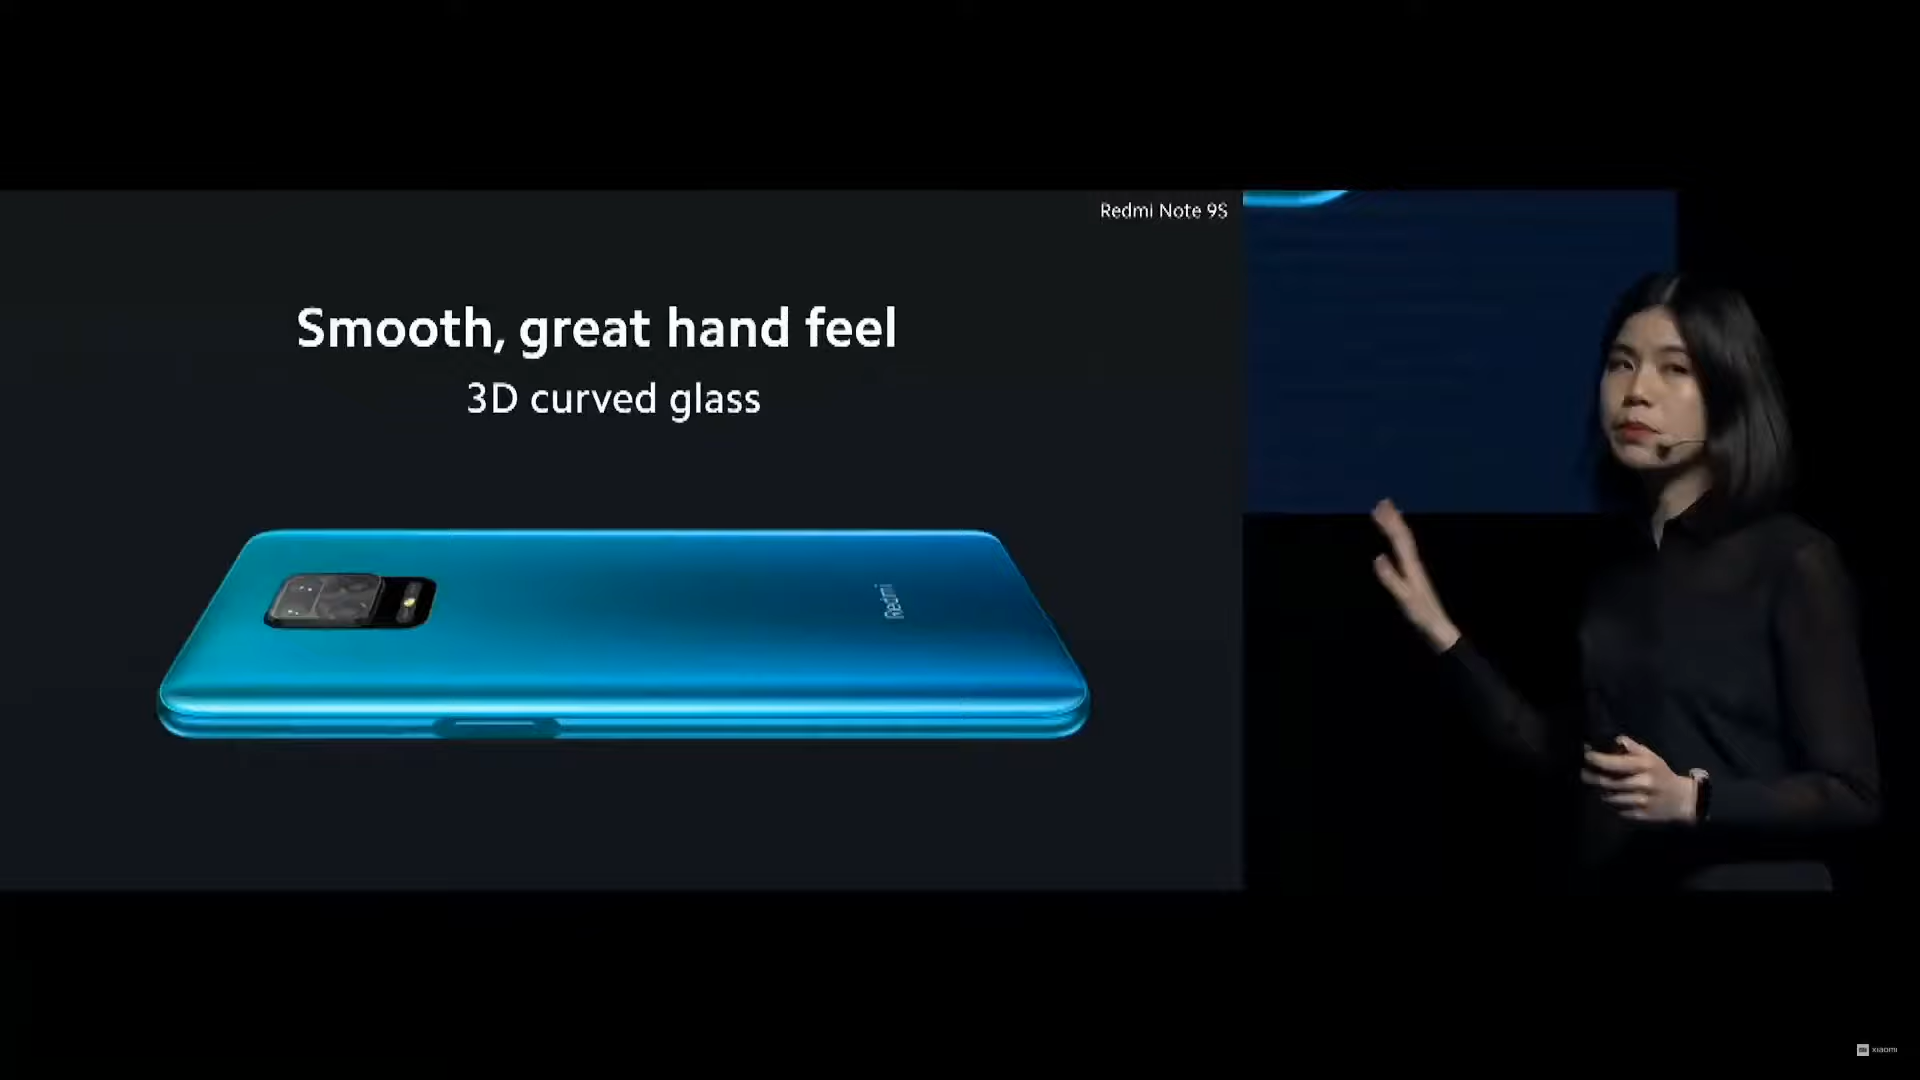 Redmi Note 9S
Smooth, great hand feel
3D curved glass
Redmi
xiaomi